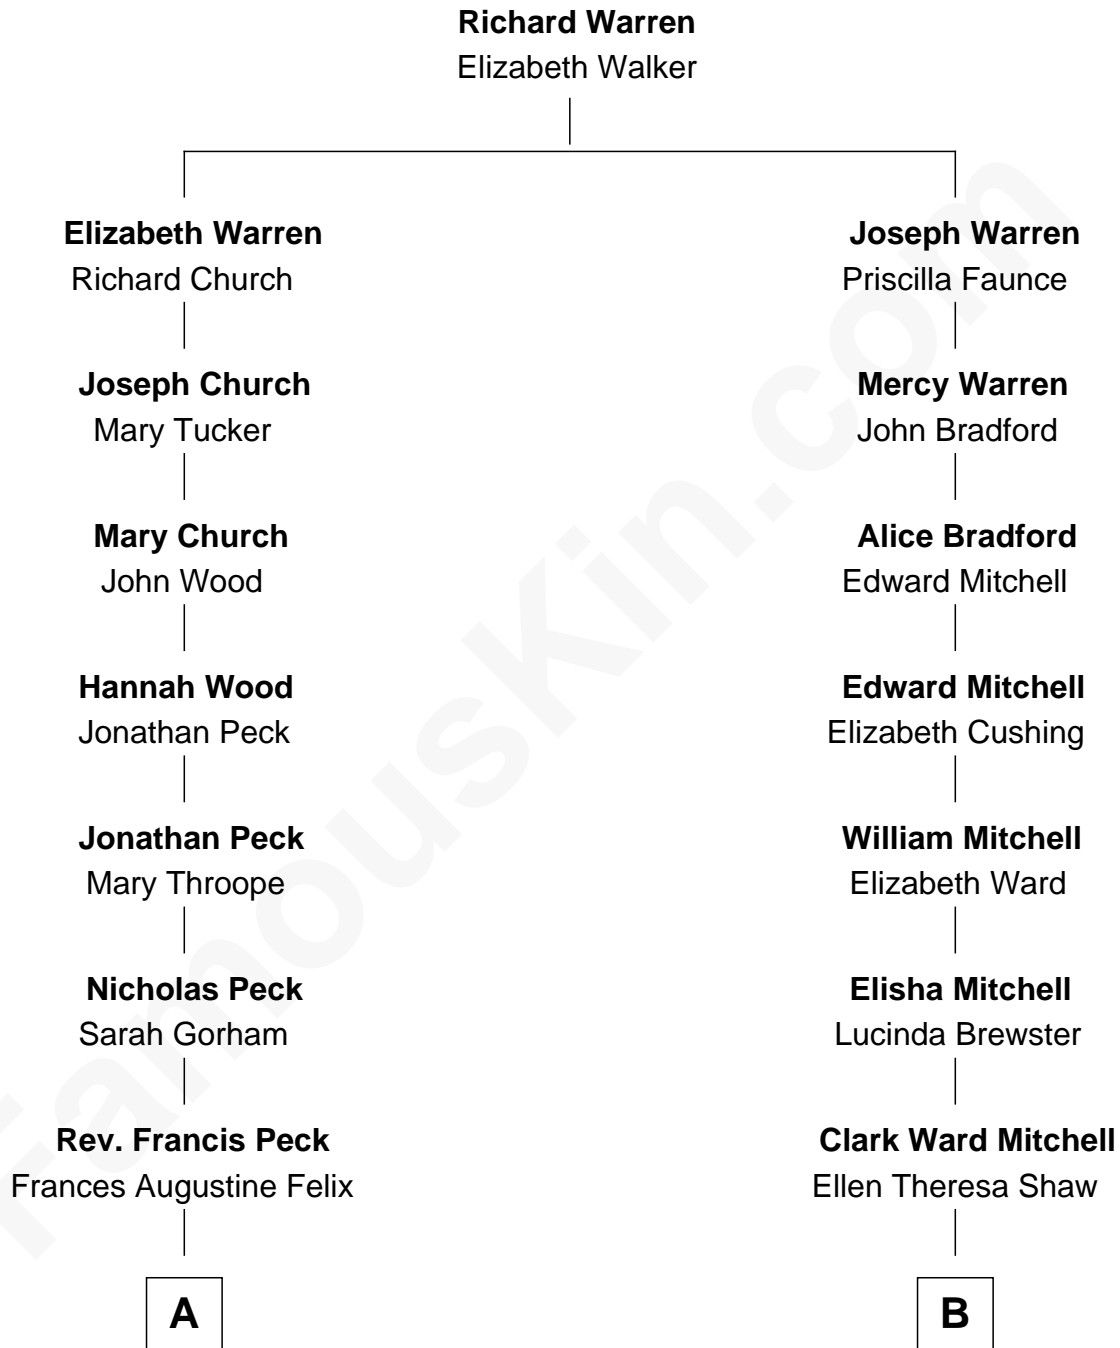 Richard Warren
Elizabeth Walker
Elizabeth Warren
Richard Church
Joseph Warren
Priscilla Faunce
Joseph Church
Mary Tucker
Mercy Warren
John Bradford
Mary Church
John Wood
Alice Bradford
Edward Mitchell
Hannah Wood
Jonathan Peck
Edward Mitchell
Elizabeth Cushing
Jonathan Peck
Mary Throope
William Mitchell
Elizabeth Ward
Nicholas Peck
Sarah Gorham
Elisha Mitchell
Lucinda Brewster
Rev. Francis Peck
Frances Augustine Felix
Clark Ward Mitchell
Ellen Theresa Shaw
A
B
FamousKin.com